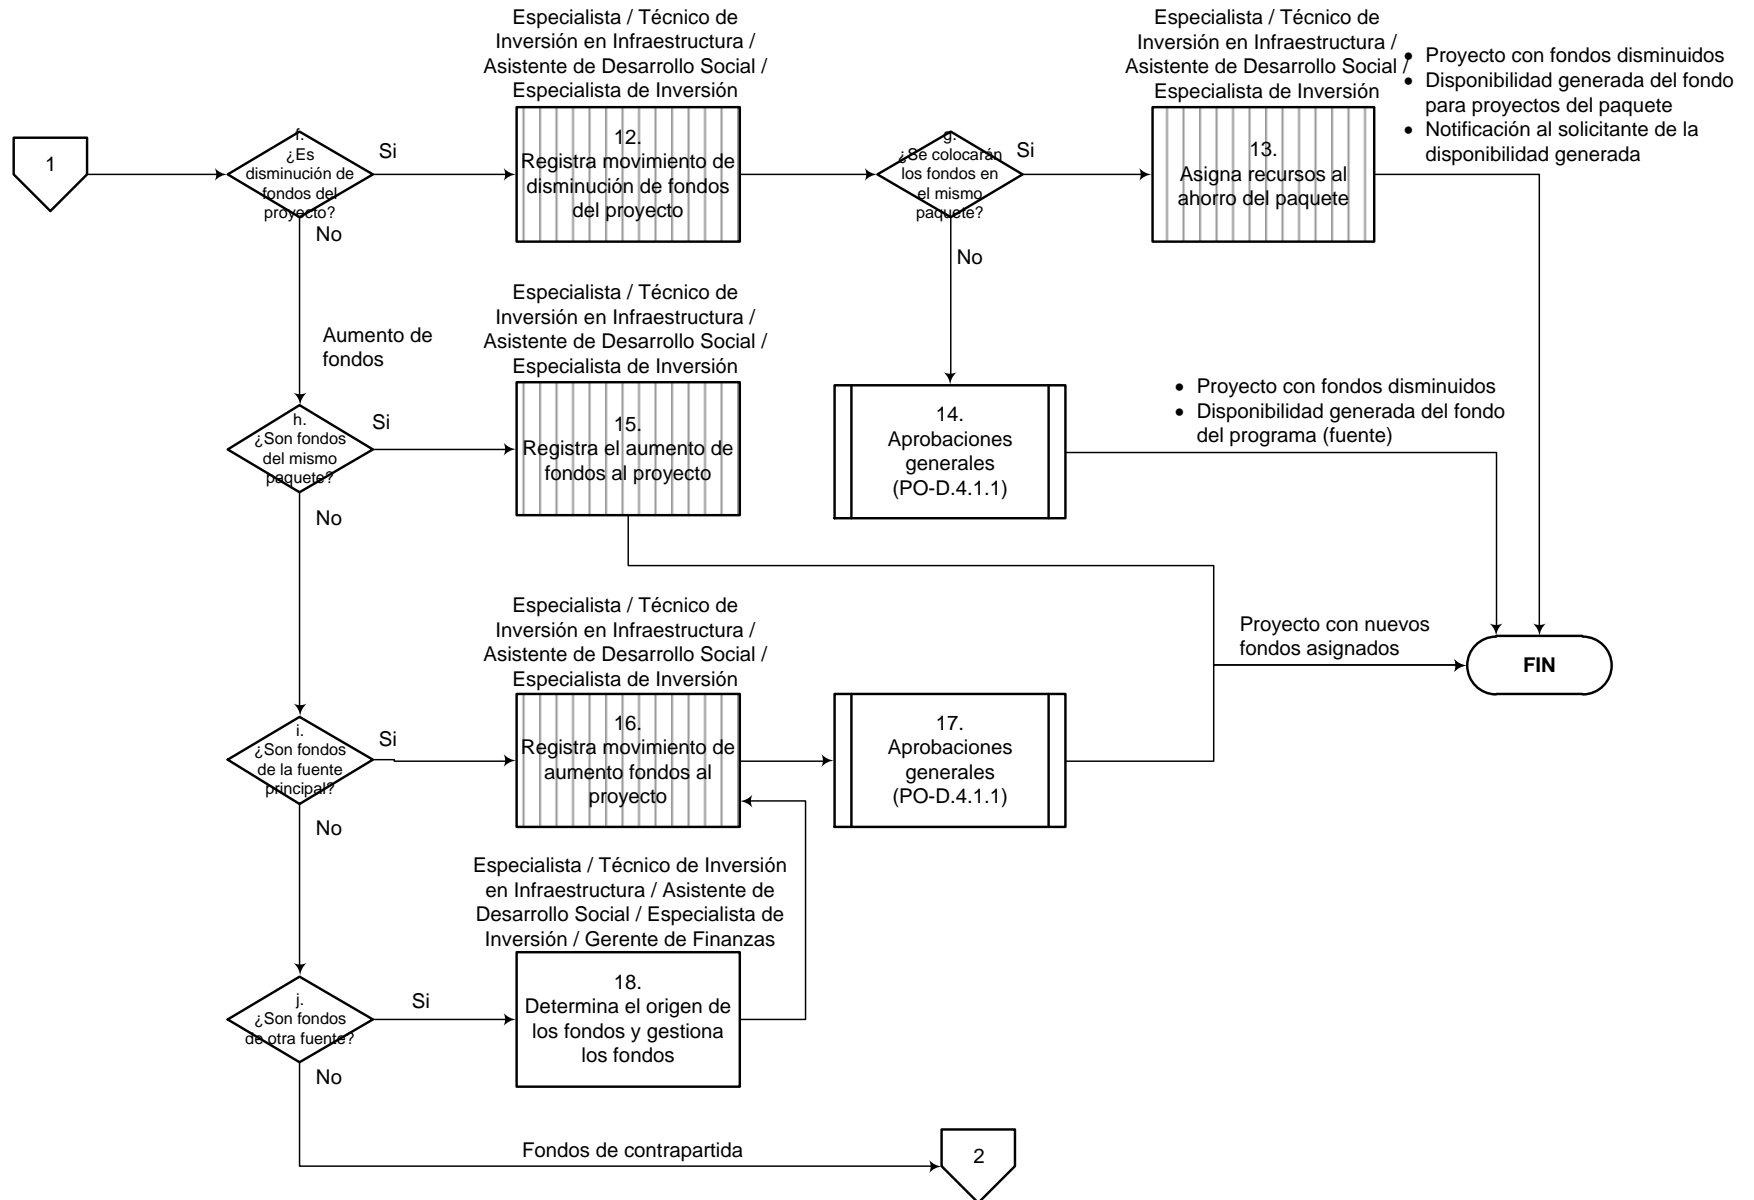 1
f.
¿Es
disminución de
fondos del
proyecto?
Si
No
Especialista / Técnico de
Inversión en Infraestructura /
Asistente de Desarrollo Social /
Especialista de Inversión
12.
Registra movimiento de
disminución de fondos
del proyecto
g.
¿Se colocarán
los fondos en
el mismo
paquete?
Si
No
Especialista / Técnico de
Inversión en Infraestructura /
Asistente de Desarrollo Social /
Especialista de Inversión
13.
Asigna recursos al
ahorro del paquete
• Proyecto con fondos disminuidos
• Disponibilidad generada del fondo
para proyectos del paquete
• Notificación al solicitante de la
disponibilidad generada
Aumento de
fondos
h.
¿Son fondos
del mismo
paquete?
Si
No
Especialista / Técnico de
Inversión en Infraestructura /
Asistente de Desarrollo Social /
Especialista de Inversión
15.
Registra el aumento de
fondos al proyecto
14.
Aprobaciones
generales
(PO-D.4.1.1)
• Proyecto con fondos disminuidos
• Disponibilidad generada del fondo
del programa (fuente)
i.
¿Son fondos
de la fuente
principal?
Si
No
Especialista / Técnico de
Inversión en Infraestructura /
Asistente de Desarrollo Social /
Especialista de Inversión
16.
Registra movimiento de
aumento fondos al
proyecto
17.
Aprobaciones
generales
(PO-D.4.1.1)
Proyecto con nuevos
fondos asignados
FIN
j.
¿Son fondos
de otra fuente?
Si
No
Especialista / Técnico de Inversión
en Infraestructura / Asistente de
Desarrollo Social / Especialista de
Inversión / Gerente de Finanzas
18.
Determina el origen de
los fondos y gestiona
los fondos
Fondos de contrapartida
2